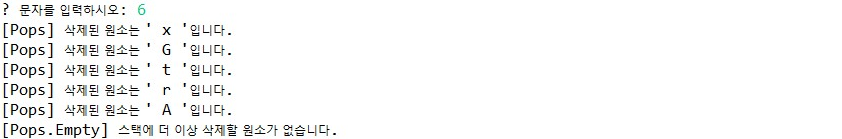 ? 문자를 입력하시오: 6
[Pops] 삭제된 원소는 ' x '입니다.
[Pops] 삭제된 원소는 ' G '입니다.
[Pops] 삭제된 원소는 ' t '입니다.
[Pops] 삭제된 원소는 ' r '입니다.
[Pops] 삭제된 원소는 ' A '입니다.
[Pops.Empty] 스택에 더 이상 삭제할 원소가 없습니다.